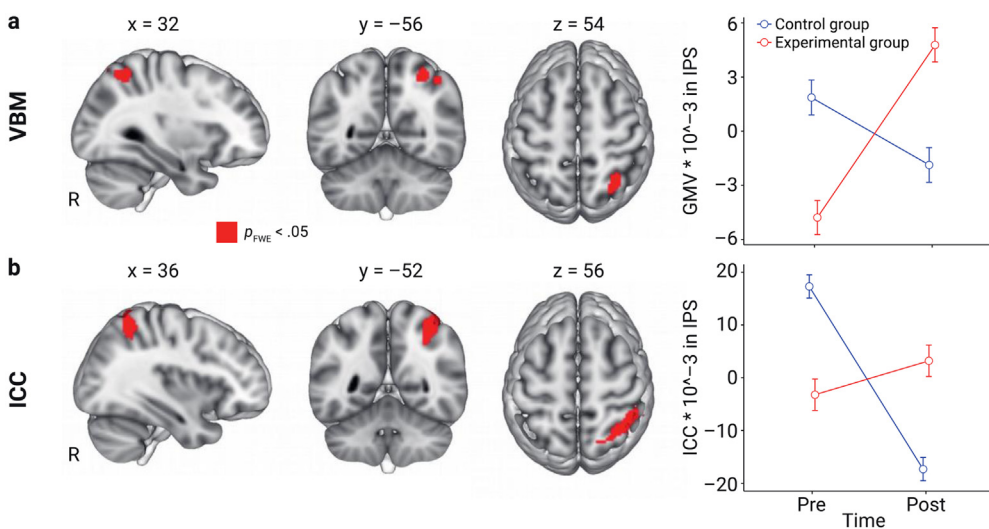 a
x = 32
y = −56
z = 54
VBM
R
pFWE < .05
Control group
Experimental group
GMV * 10^−3 in IPS
6
3
0
−3
−6
b
x = 36
y = −52
z = 56
ICC
R
ICC * 10^−3 in IPS
20
10
0
−10
−20
Pre
Post
Time